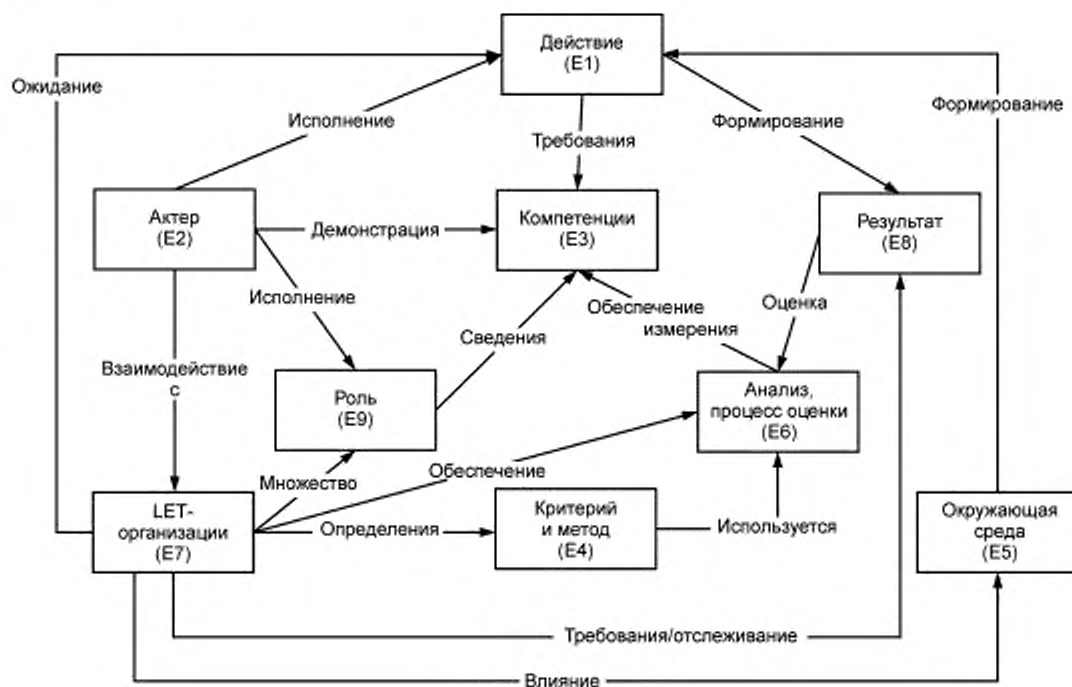 Действие
(E1)
Ожидание
Исполнение
Требования
Формирование
Формирование
Актер
(E2)
Демонстрация
Компетенции
(E3)
Результат
(E8)
Исполнение
Обеспечение
измерения
Оценка
Сведения
Взаимодействие
с
Роль
(E9)
Анализ,
процесс оценки
(E6)
Множество
Обеспечение
LET-
организации
(E7)
Определения
Критерий
и метод
(E4)
Используется
Окружающая
среда
(E5)
Требования/отслеживание
Влияние